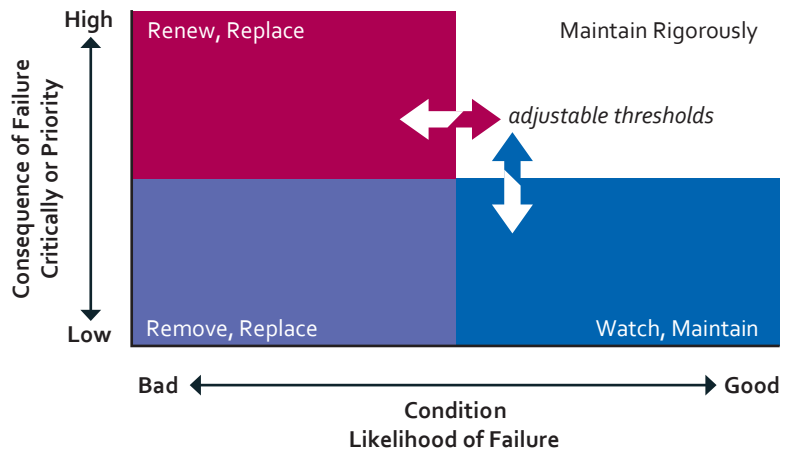 High
Renew, Replace
Maintain Rigorously
adjustable thresholds
Consequence of Failure
Critically or Priority
Low
Remove, Replace
Watch, Maintain
Bad
Good
Condition
Likelihood of Failure